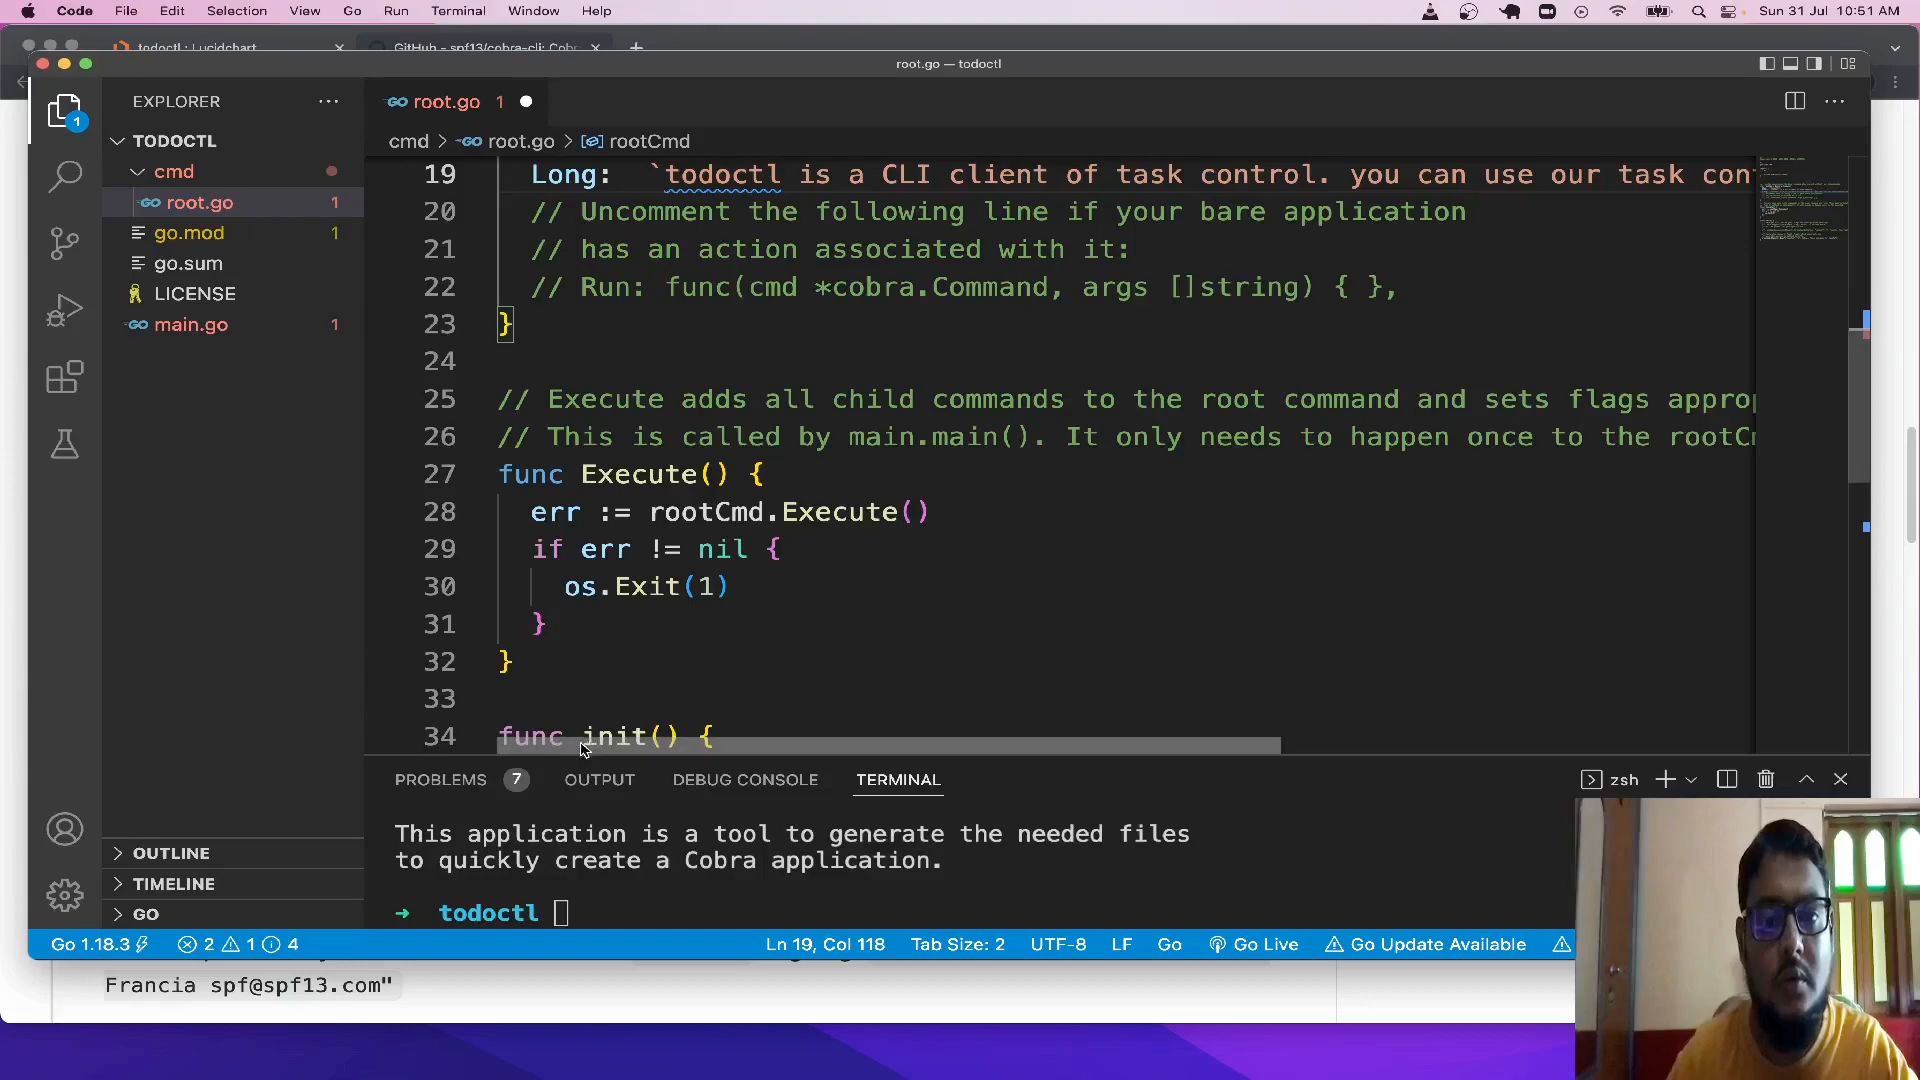 Code File Edit Selection View Go Run Terminal Window Help Sun 31 Jul 10:51 AM
todoctl : Lucidchart
GitHub - spf13/cobra-cli: Cob
root.go — todoctl
EXPLORER
root.go 1
TODOCTL
cmd > root.go > rootCmd
cmd
root.go 1
go.mod 1
go.sum
LICENSE
main.go 1
19 Long: `todoctl is a CLI client of task control. you can use our task con
20 // Uncomment the following line if your bare application
21 // has an action associated with it:
22 // Run: func(cmd *cobra.Command, args []string) { },
23 }
24
25 // Execute adds all child commands to the root command and sets flags approp
26 // This is called by main.main(). It only needs to happen once to the rootC
27 func Execute() {
28 err := rootCmd.Execute()
29 if err != nil {
30 os.Exit(1)
31 }
32 }
33
34 func init() {
PROBLEMS 7 OUTPUT DEBUG CONSOLE TERMINAL
zsh
This application is a tool to generate the needed files
to quickly create a Cobra application.
➜ todoctl
OUTLINE
TIMELINE
GO
1
Go 1.18.3 2 1 4 Ln 19, Col 118 Tab Size: 2 UTF-8 LF Go Go Live Go Update Available
Francia spf@spf13.com"